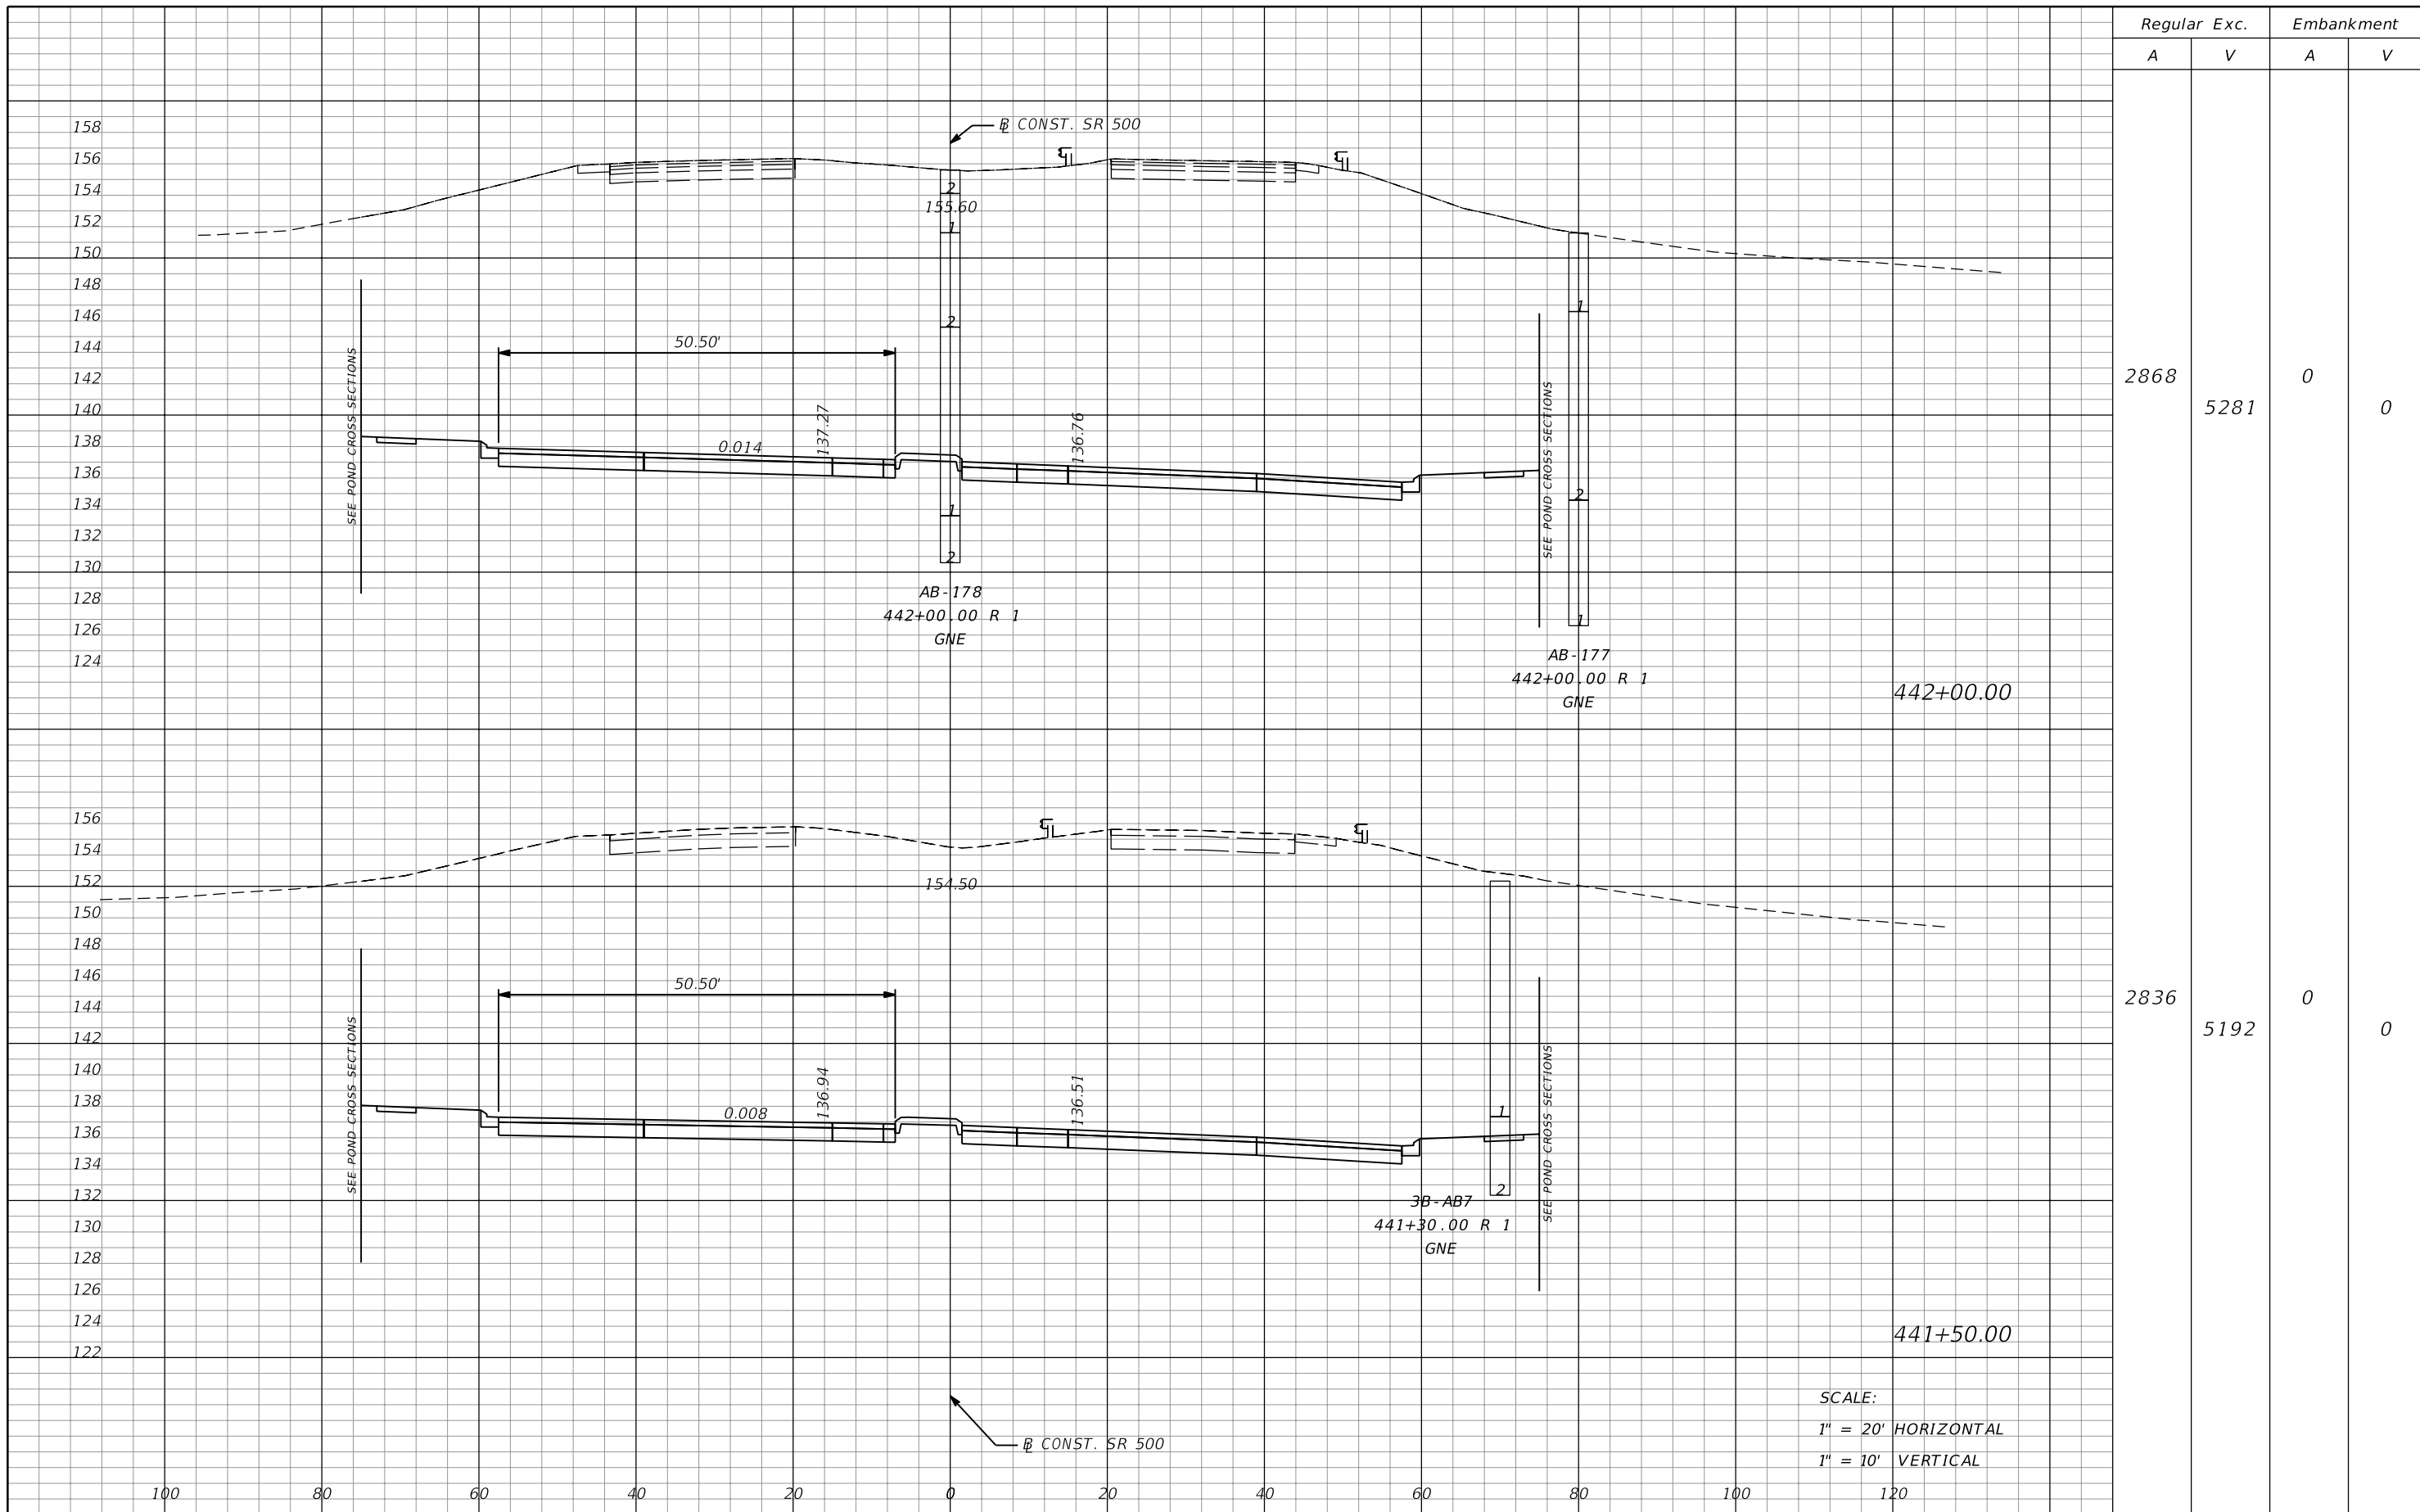 Regular Exc. Embankment
A V A V
158
156
154
152
150
148
146
144
142
140
138
136
134
132
130
128
126
124
℄ CONST. SR 500
2
155.60
1
2
1
2
AB-178
442+00.00 R 1
GNE
50.50'
0.014
137.27
136.76
SEE POND CROSS SECTIONS
SEE POND CROSS SECTIONS
1
2
1
AB-177
442+00.00 R 1
GNE
442+00.00
2868 0
5281 0
156
154
152
150
148
146
144
142
140
138
136
134
132
130
128
126
124
122
154.50
50.50'
0.008
136.94
136.51
SEE POND CROSS SECTIONS
SEE POND CROSS SECTIONS
1
2
3B-AB7
441+30.00 R 1
GNE
441+50.00
2836 0
5192 0
℄ CONST. SR 500
SCALE:
1" = 20' HORIZONTAL
1" = 10' VERTICAL
100 80 60 40 20 0 20 40 60 80 100 120